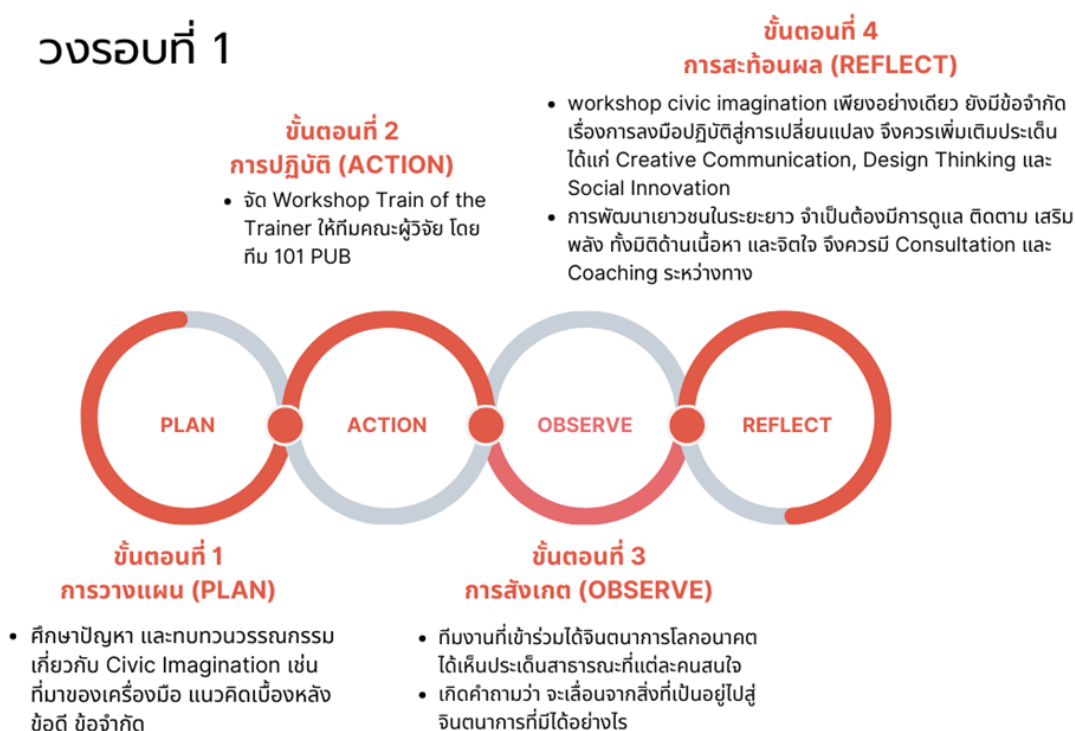 วงรอบที่ 1
ขั้นตอนที่ 4
การสะท้อนผล (REFLECT)
• workshop civic imagination เพียงอย่างเดียว ยังมีข้อจำกัด
เรื่องการลงมือปฏิบัติสู่การเปลี่ยนแปลง จึงควรเพิ่มเติมประเด็น
ได้แก่ Creative Communication, Design Thinking และ
Social Innovation
• การพัฒนาเยาวชนในระยะยาว จำเป็นต้องมีการดูแล ติดตาม เสริม
พลัง ทั้งมิติด้านเนื้อหา และจิตใจ จึงควรมี Consultation และ
Coaching ระหว่างทาง
ขั้นตอนที่ 2
การปฏิบัติ (ACTION)
• จัด Workshop Train of the
Trainer ให้ทีมคณะผู้วิจัย โดย
ทีม 101 PUB
PLAN
ACTION
OBSERVE
REFLECT
ขั้นตอนที่ 1
การวางแผน (PLAN)
• ศึกษาปัญหา และทบทวนวรรณกรรม
เกี่ยวกับ Civic Imagination เช่น
ที่มาของเครื่องมือ แนวคิดเบื้องหลัง
ข้อดี ข้อจำกัด
ขั้นตอนที่ 3
การสังเกต (OBSERVE)
• ทีมงานที่เข้าร่วมได้จินตนาการโลกอนาคต
ได้เห็นประเด็นสาธารณะที่แต่ละคนสนใจ
• เกิดคำถามว่า จะเลื่อนจากสิ่งที่เป็นอยู่ไปสู่
จินตนาการที่มีได้อย่างไร